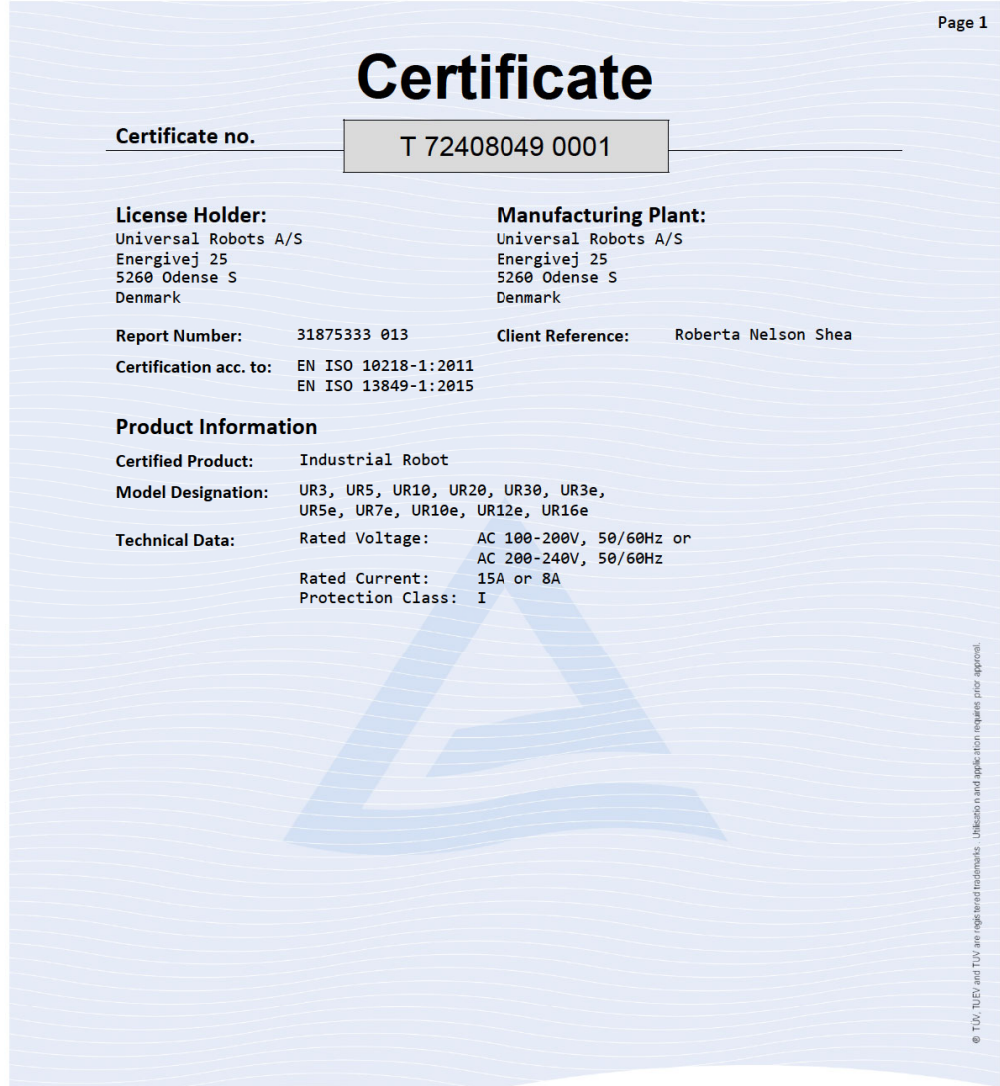 Page 1
Certificate
Certificate no.
T 72408049 0001
License Holder:
Universal Robots A/S
Energivej 25
5260 Odense S
Denmark
Manufacturing Plant:
Universal Robots A/S
Energivej 25
5260 Odense S
Denmark
Report Number: 31875333 013
Client Reference: Roberta Nelson Shea
Certification acc. to: EN ISO 10218-1:2011
EN ISO 13849-1:2015
Product Information
Certified Product: Industrial Robot
Model Designation: UR3, UR5, UR10, UR20, UR30, UR3e,
UR5e, UR7e, UR10e, UR12e, UR16e
Technical Data: Rated Voltage: AC 100-200V, 50/60Hz or
AC 200-240V, 50/60Hz
Rated Current: 15A or 8A
Protection Class: I
® TÜV, TUEV and TUV are registered trademarks. Utilisation and application requires prior approval.